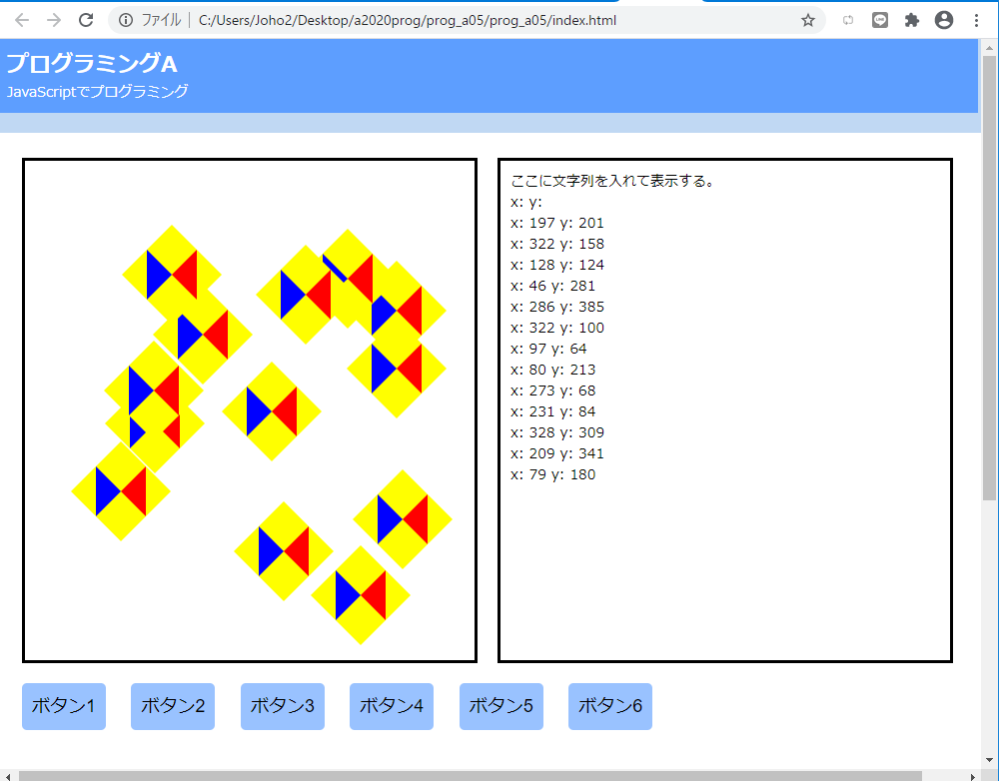 ファイル C:/Users/Joho2/Desktop/a2020prog/prog_a05/prog_a05/index.html
プログラミングA
JavaScriptでプログラミング
ここに文字列を入れて表示する。
x: y:
x: 197 y: 201
x: 322 y: 158
x: 128 y: 124
x: 46 y: 281
x: 286 y: 385
x: 322 y: 100
x: 97 y: 64
x: 80 y: 213
x: 273 y: 68
x: 231 y: 84
x: 328 y: 309
x: 209 y: 341
x: 79 y: 180
ボタン1 ボタン2 ボタン3 ボタン4 ボタン5 ボタン6